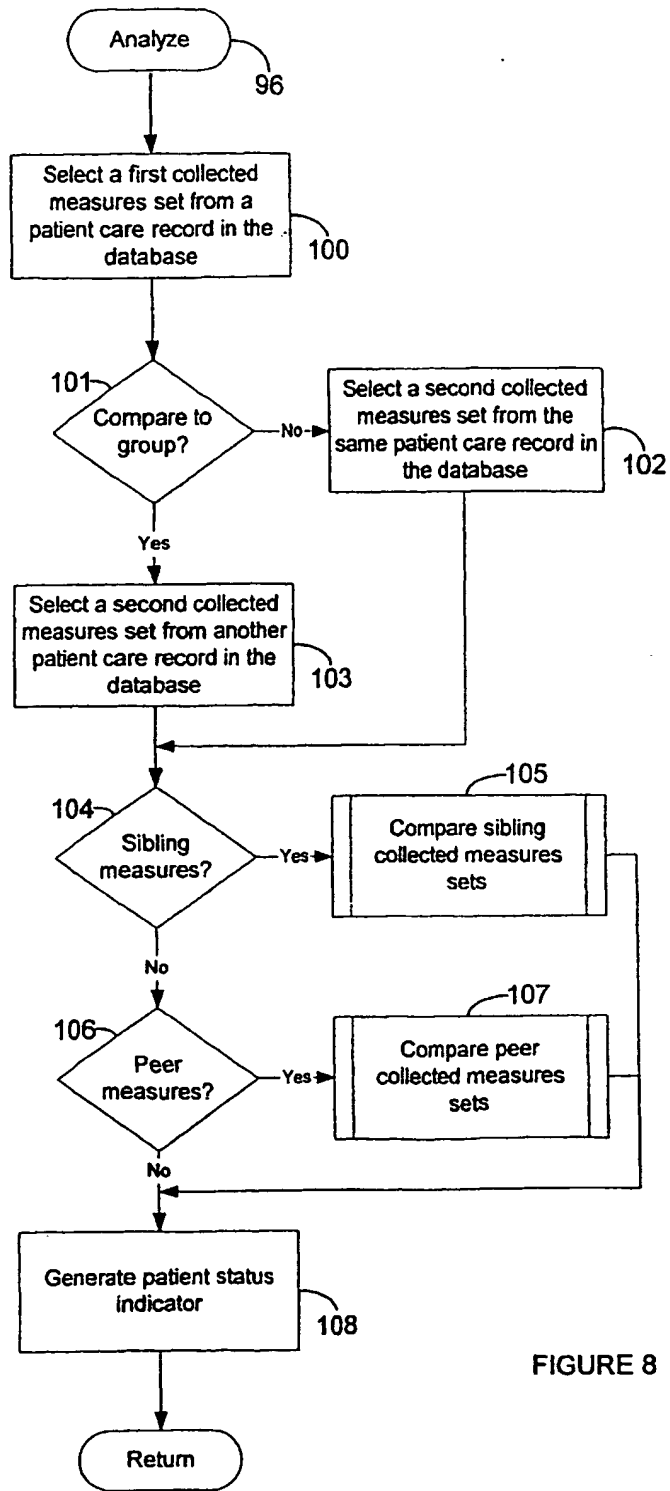 Analyze
96
Select a first collected
measures set from a
patient care record in the
database
100
101
Compare to
group?
No
Select a second collected
measures set from the
same patient care record in
the database
102
Yes
Select a second collected
measures set from another
patient care record in the
database
103
104
Sibling
measures?
Yes
105
Compare sibling
collected measures
sets
No
106
Peer
measures?
Yes
107
Compare peer
collected measures
sets
No
Generate patient status
indicator
108
FIGURE 8
Return